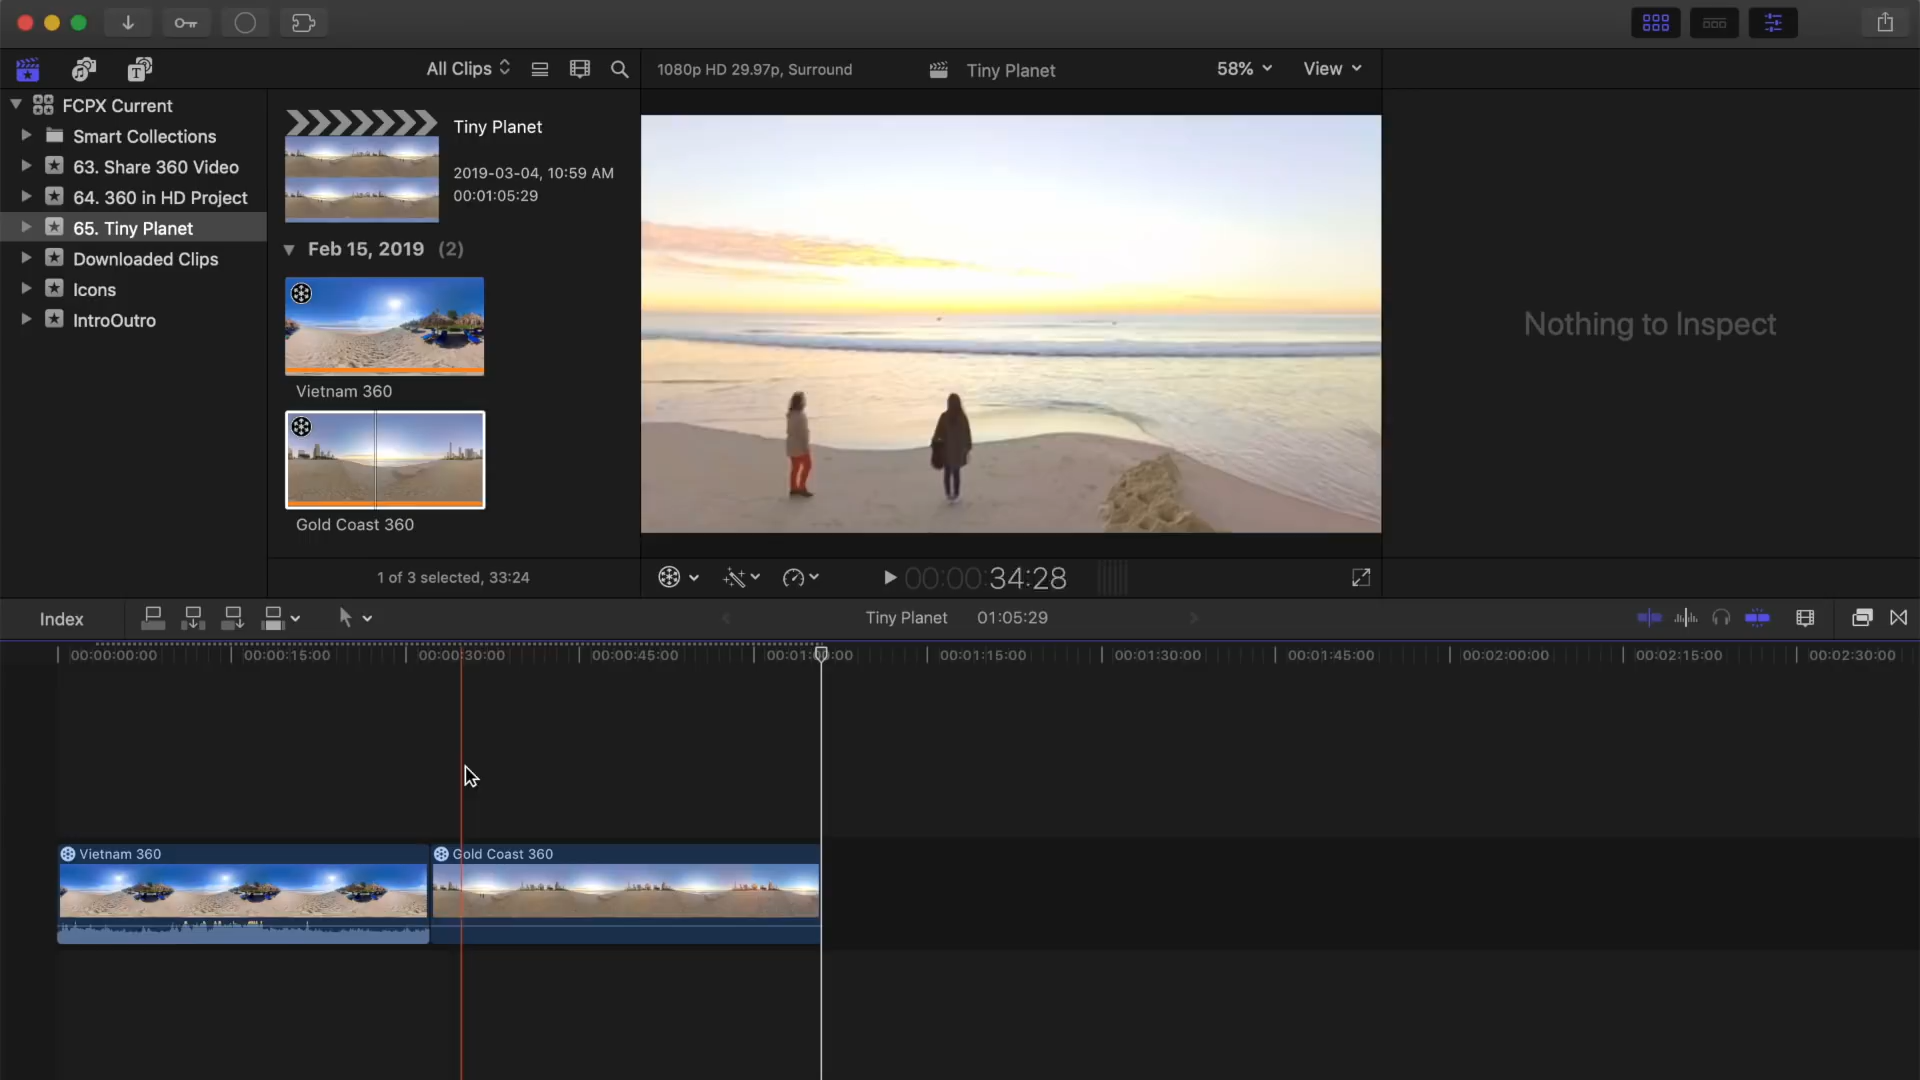 All Clips
1080p HD 29.97p, Surround
Tiny Planet
58%
View
FCPX Current
Smart Collections
63. Share 360 Video
64. 360 in HD Project
65. Tiny Planet
Downloaded Clips
Icons
IntroOutro
Tiny Planet
2019-03-04, 10:59 AM
00:01:05:29
Feb 15, 2019 (2)
Vietnam 360
Gold Coast 360
1 of 3 selected, 33:24
00:00:34:28
Nothing to Inspect
Index
Tiny Planet 01:05:29
00:00:00:00 00:00:15:00 00:00:30:00 00:00:45:00 00:01:00:00 00:01:15:00 00:01:30:00 00:01:45:00 00:02:00:00 00:02:15:00 00:02:30:00
Vietnam 360
Gold Coast 360